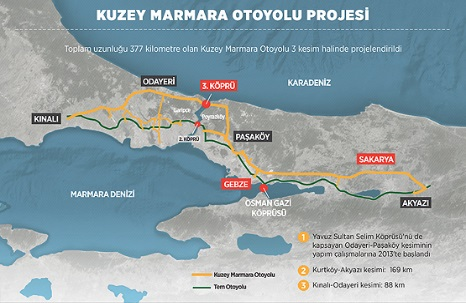 KUZEY MARMARA OTOYOLU PROJESİ
Toplam uzunluğu 377 kilometre olan Kuzey Marmara Otoyolu 3 kesim halinde projelendirildi
ODAYERİ
3. KÖPRÜ
KARADENİZ
KINALI
Sarıyer
Poyrazköy
2. KÖPRÜ
PAŞAKÖY
SAKARYA
GEBZE
MARMARA DENİZİ
OSMAN GAZİ
KÖPRÜSÜ
AKYAZI
1 Yavuz Sultan Selim Köprüsü'nü de
kapsayan Odayeri-Paşaköy kesiminin
yapım çalışmalarına 2013'te başlandı
2 Kurtköy-Akyazı kesimi: 169 km
3 Kınalı-Odayeri kesimi: 88 km
Kuzey Marmara Otoyolu
Tem Otoyolu